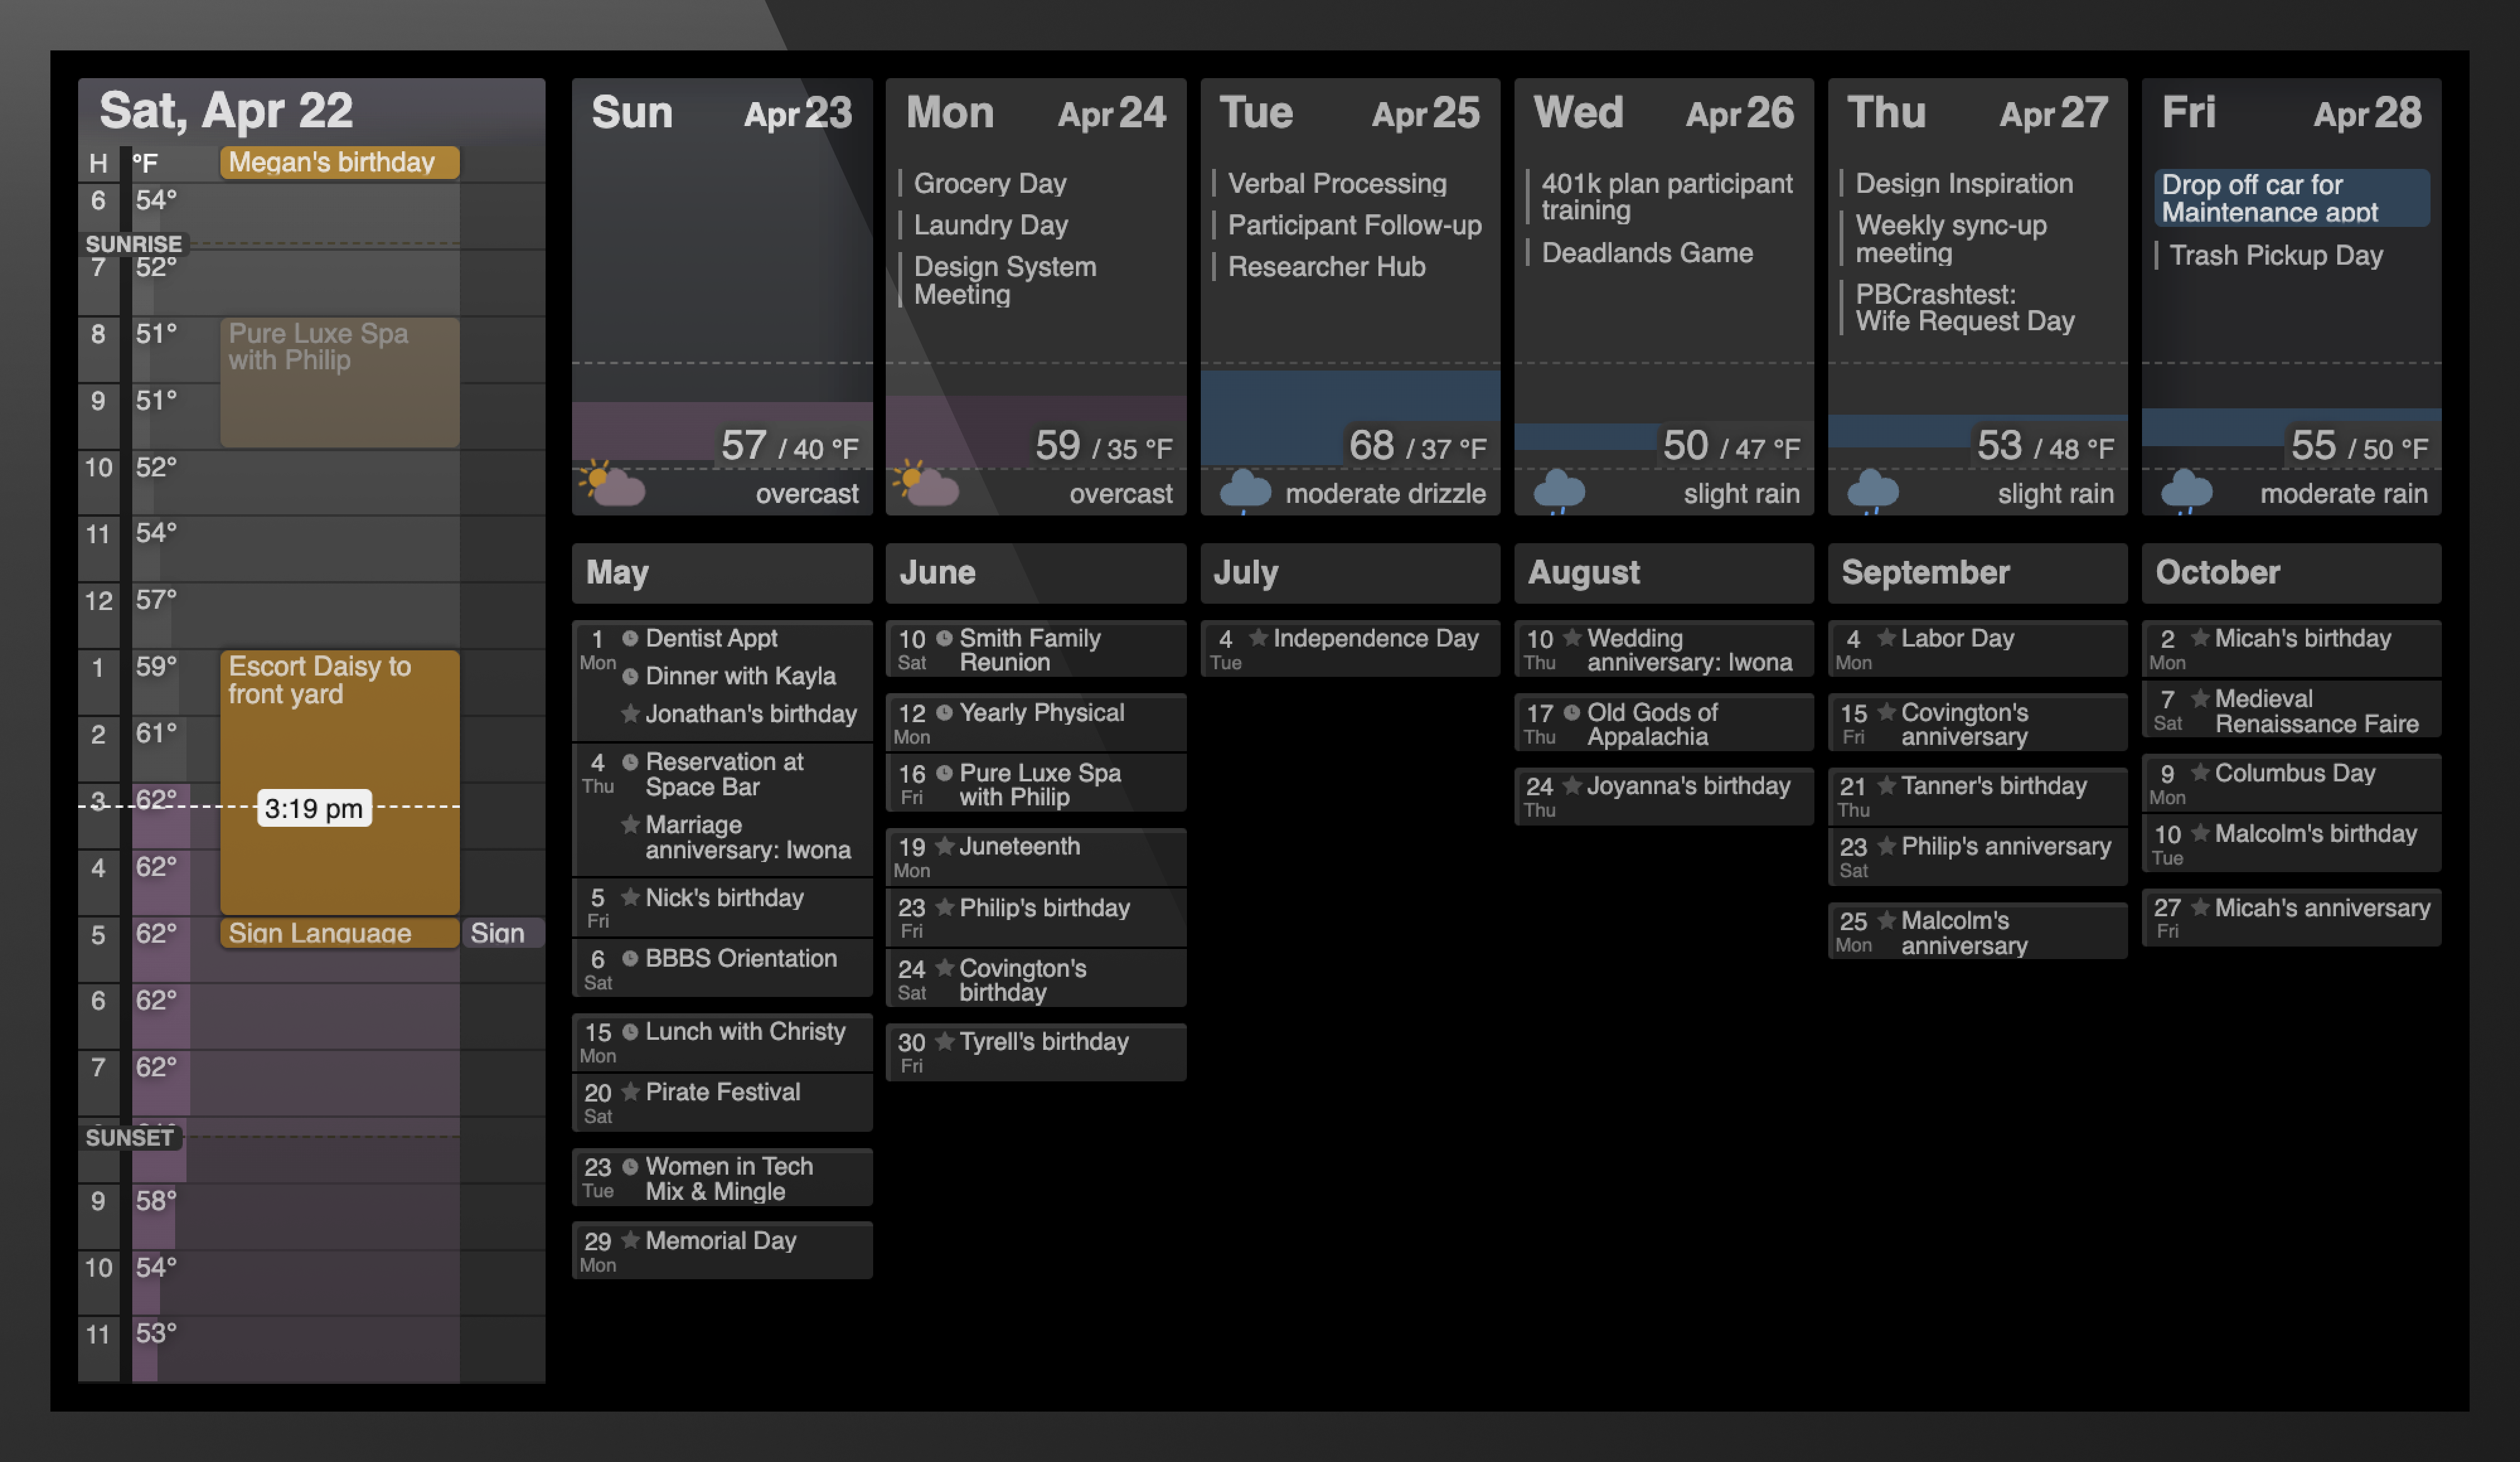 Sat, Apr 22
H °F Megan's birthday
6 54°
SUNRISE
7 52°
8 51° Pure Luxe Spa
with Philip
9 51°
10 52°
11 54°
12 57°
1 59° Escort Daisy to
front yard
2 61°
3 62° 3:19 pm
4 62°
5 62° Sign Language Sign
6 62°
7 62°
SUNSET
9 58°
10 54°
11 53°
Sun Apr 23
57 / 40 °F
overcast
Mon Apr 24
Grocery Day
Laundry Day
Design System
Meeting
59 / 35 °F
overcast
Tue Apr 25
Verbal Processing
Participant Follow-up
Researcher Hub
68 / 37 °F
moderate drizzle
Wed Apr 26
401k plan participant
training
Deadlands Game
50 / 47 °F
slight rain
Thu Apr 27
Design Inspiration
Weekly sync-up
meeting
PBCrashtest:
Wife Request Day
53 / 48 °F
slight rain
Fri Apr 28
Drop off car for
Maintenance appt
Trash Pickup Day
55 / 50 °F
moderate rain
May
1 Dentist Appt
Mon
Dinner with Kayla
Jonathan's birthday
4 Reservation at
Thu Space Bar
Marriage
anniversary: Iwona
5 Nick's birthday
Fri
6 BBBS Orientation
Sat
15 Lunch with Christy
Mon
20 Pirate Festival
Sat
23 Women in Tech
Tue Mix & Mingle
29 Memorial Day
Mon
June
10 Smith Family
Sat Reunion
12 Yearly Physical
Mon
16 Pure Luxe Spa
Fri with Philip
19 Juneteenth
Mon
23 Philip's birthday
Fri
24 Covington's
Sat birthday
30 Tyrell's birthday
Fri
July
4 Independence Day
Tue
August
10 Wedding
Thu anniversary: Iwona
17 Old Gods of
Thu Appalachia
24 Joyanna's birthday
Thu
September
4 Labor Day
Mon
15 Covington's
Fri anniversary
21 Tanner's birthday
Thu
23 Philip's anniversary
Sat
25 Malcolm's
Mon anniversary
October
2 Micah's birthday
Mon
7 Medieval
Sat Renaissance Faire
9 Columbus Day
Mon
10 Malcolm's birthday
Tue
27 Micah's anniversary
Fri